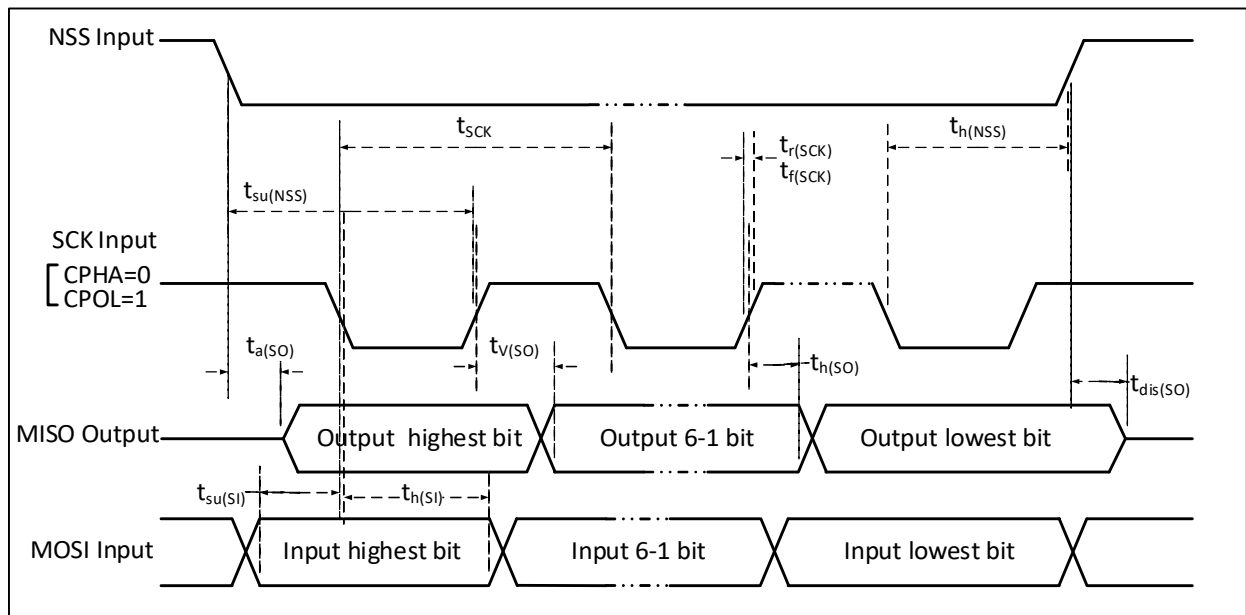 NSS Input
tSCK
th(NSS)
tr(SCK)
tf(SCK)
tsu(NSS)
SCK Input
CPHA=0
CPOL=1
ta(SO)
tV(SO)
th(SO)
tdis(SO)
MISO Output
Output highest bit
Output 6-1 bit
Output lowest bit
tsu(SI)
th(SI)
MOSI Input
Input highest bit
Input 6-1 bit
Input lowest bit